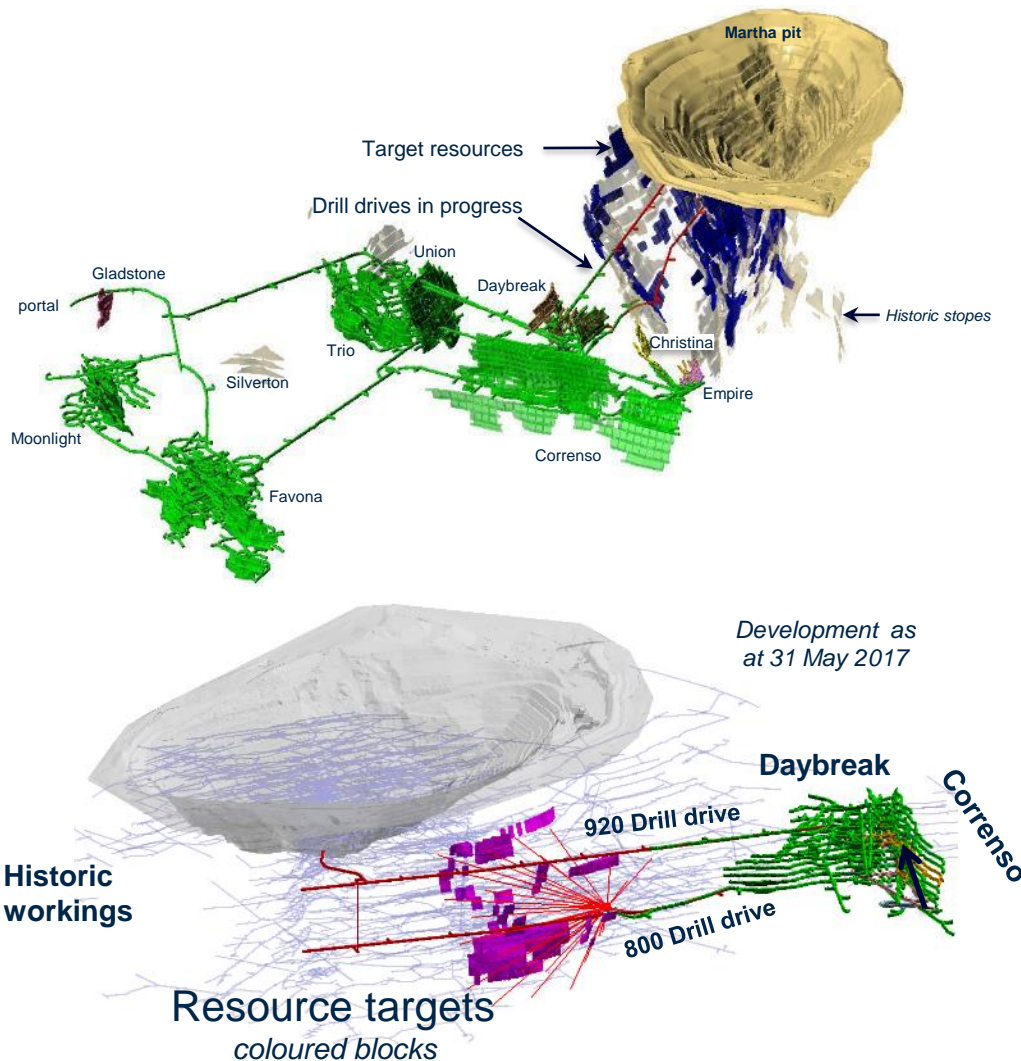 Martha pit
Target resources
Drill drives in progress
Union
Gladstone
Daybreak
portal
Historic stopes
Christina
Trio
Silverton
Empire
Moonlight
Correnso
Favona
Development as
at 31 May 2017
Daybreak
Correnso
920 Drill drive
Historic
workings
800 Drill drive
Resource targets
coloured blocks